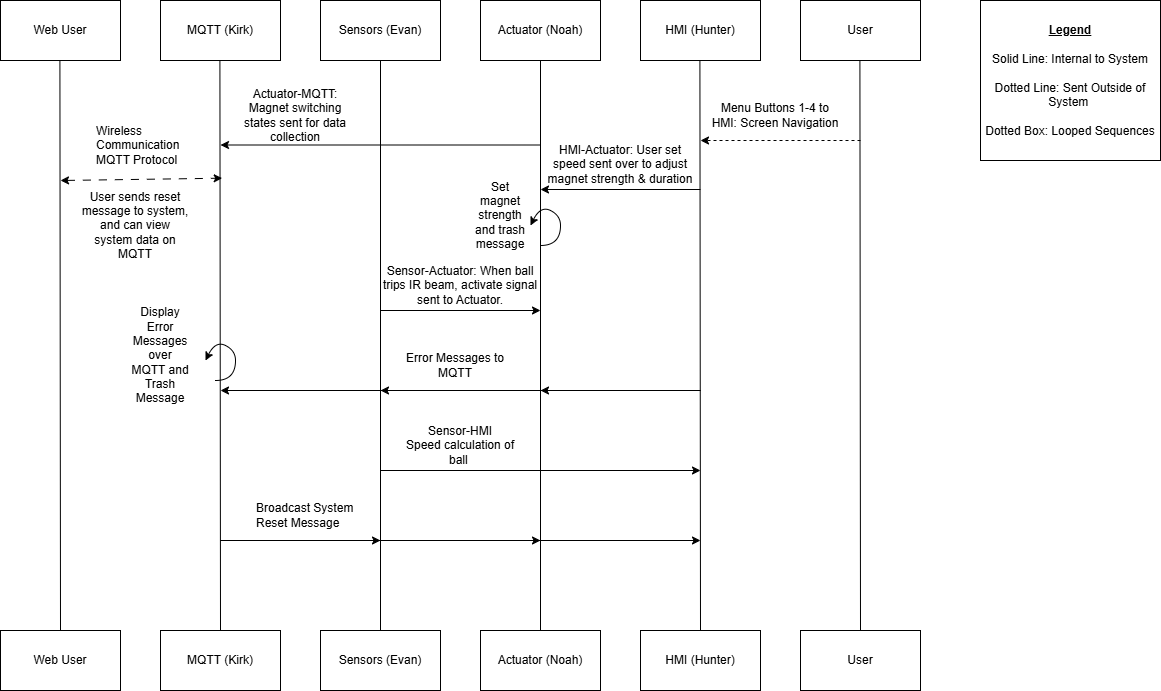 Web User
MQTT (Kirk)
Sensors (Evan)
Actuator (Noah)
HMI (Hunter)
User
Legend
Solid Line: Internal to System
Dotted Line: Sent Outside of
System
Dotted Box: Looped Sequences
Actuator-MQTT:
Magnet switching
states sent for data
collection
Menu Buttons 1-4 to
HMI: Screen Navigation
Wireless
Communication
MQTT Protocol
HMI-Actuator: User set
speed sent over to adjust
magnet strength & duration
User sends reset
message to system,
and can view
system data on
MQTT
Set
magnet
strength
and trash
message
Sensor-Actuator: When ball
trips IR beam, activate signal
sent to Actuator.
Display
Error
Messages
over
MQTT and
Trash
Message
Error Messages to
MQTT
Sensor-HMI
Speed calculation of
ball
Broadcast System
Reset Message
Web User
MQTT (Kirk)
Sensors (Evan)
Actuator (Noah)
HMI (Hunter)
User